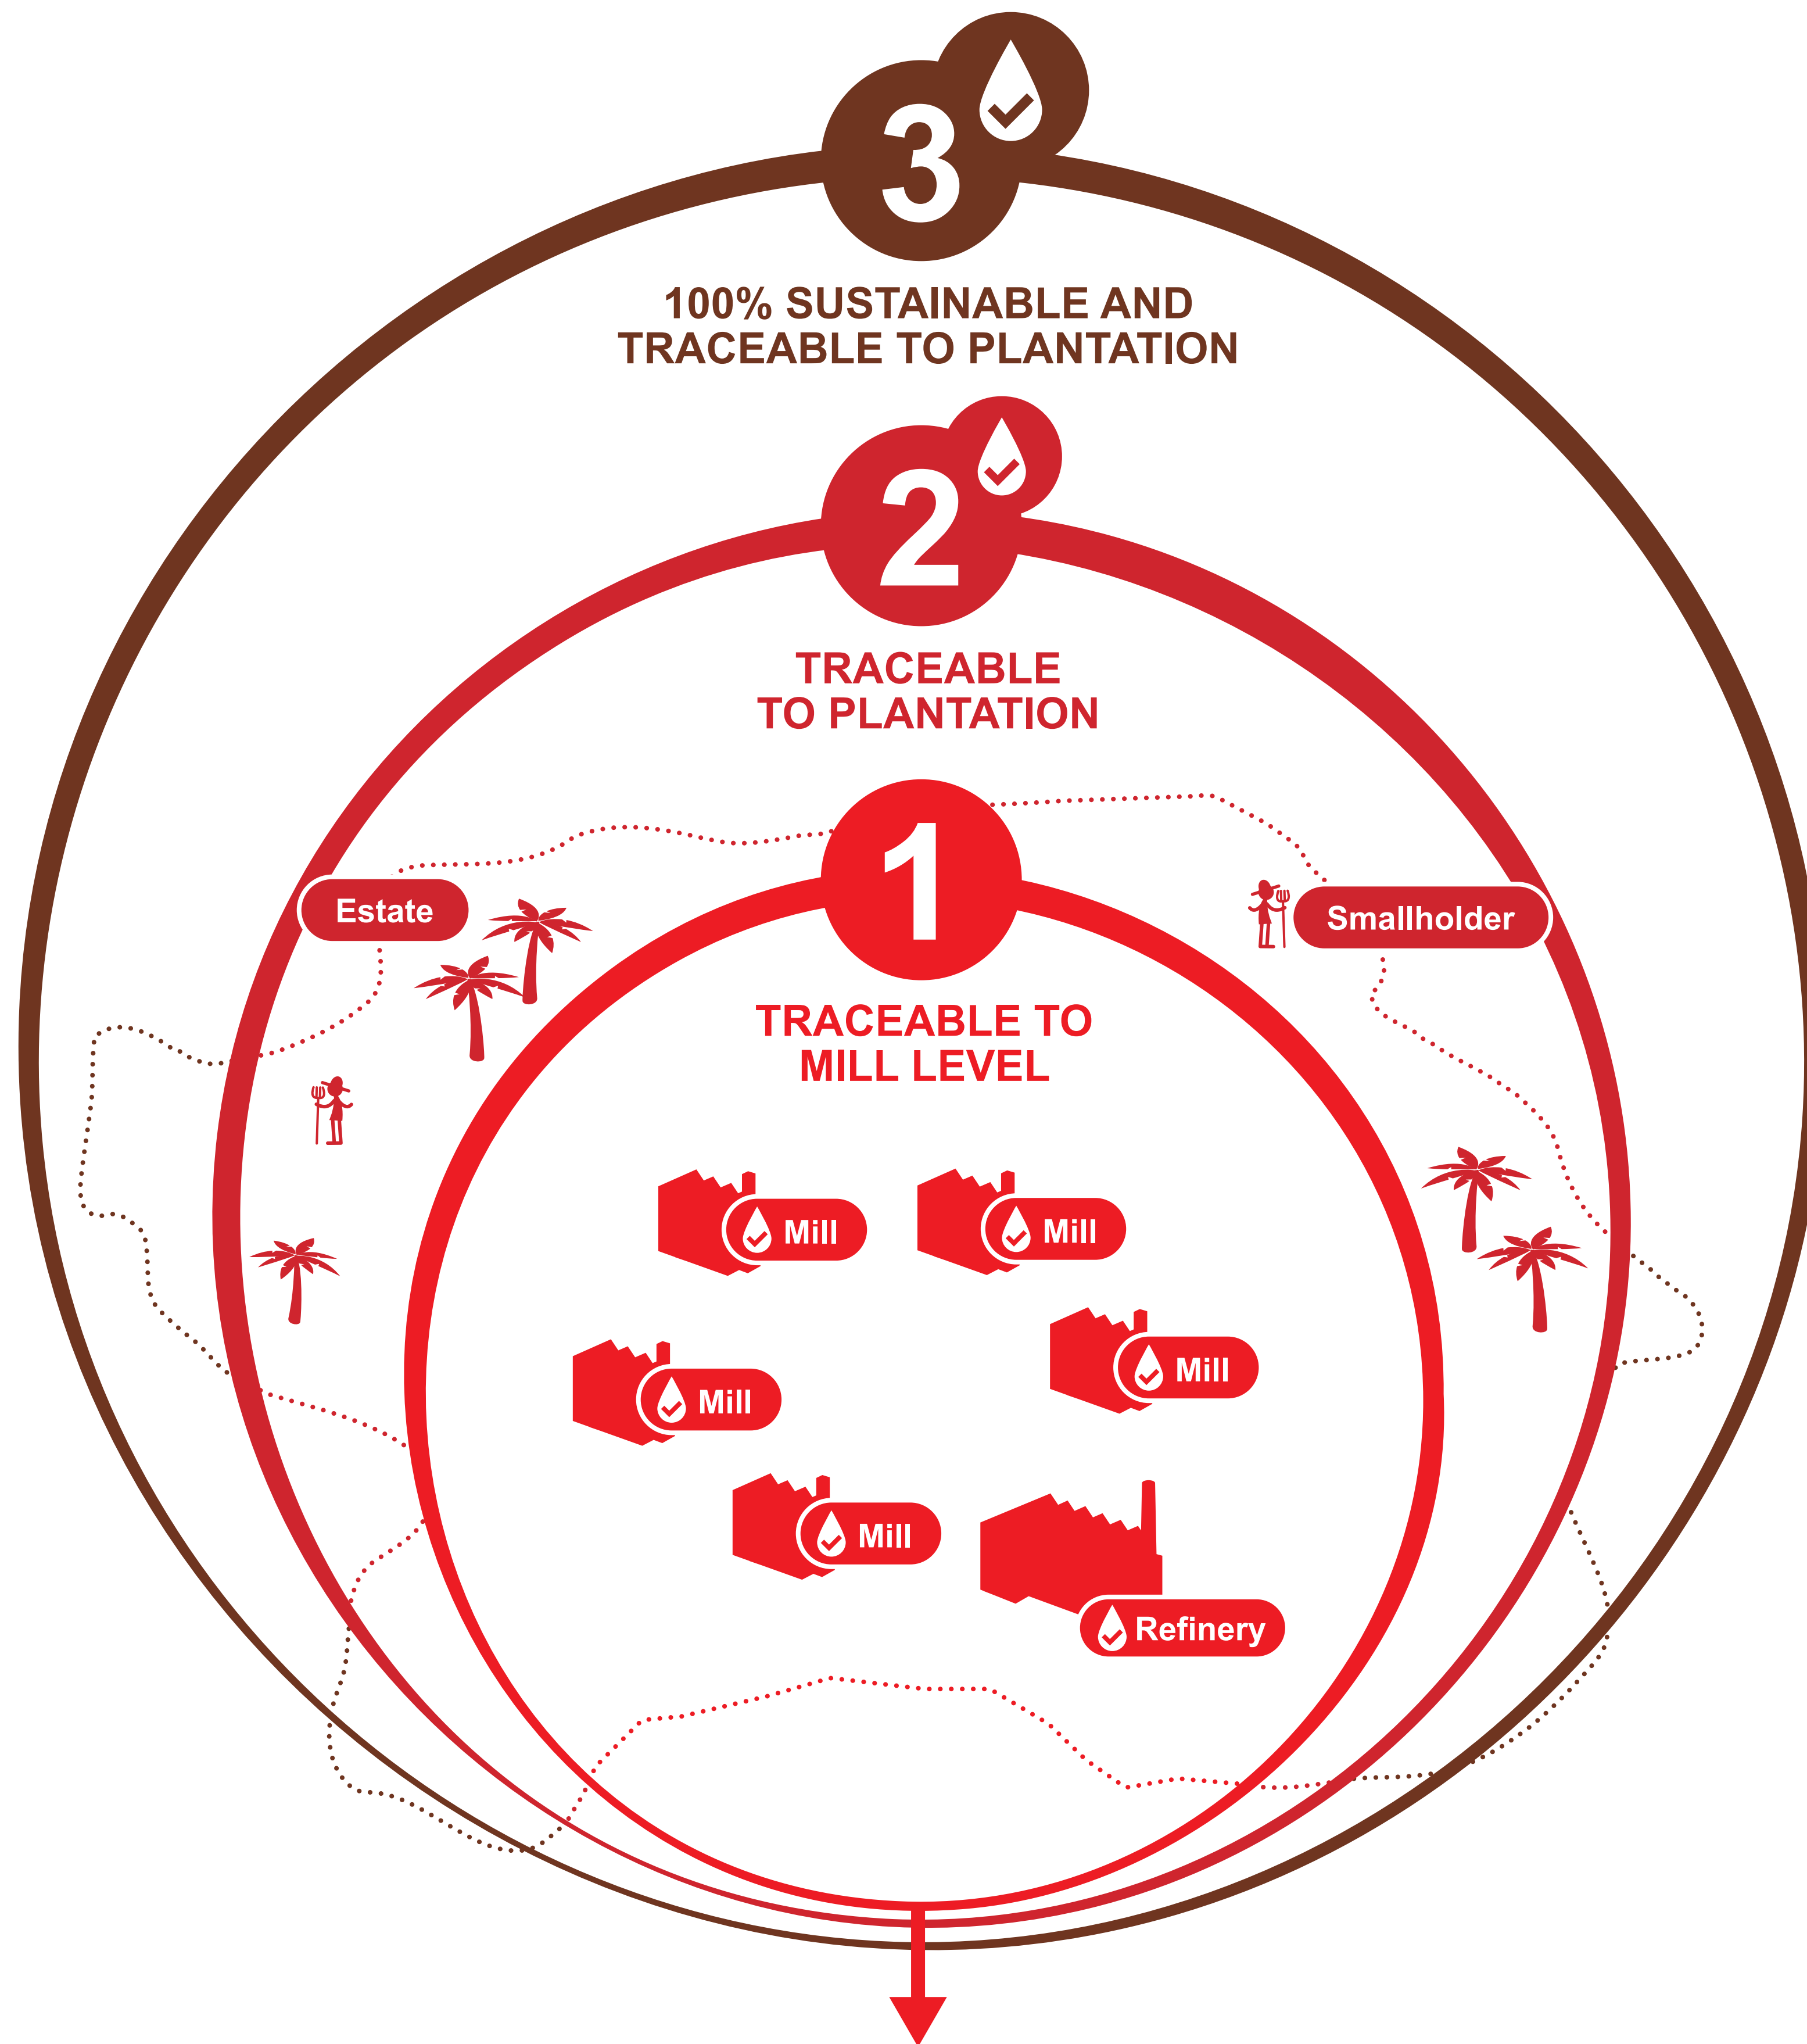 3
100% SUSTAINABLE AND
TRACEABLE TO PLANTATION
2
TRACEABLE
TO PLANTATION
1
Estate
Smallholder
TRACEABLE TO
MILL LEVEL
Mill
Mill
Mill
Mill
Mill
Refinery